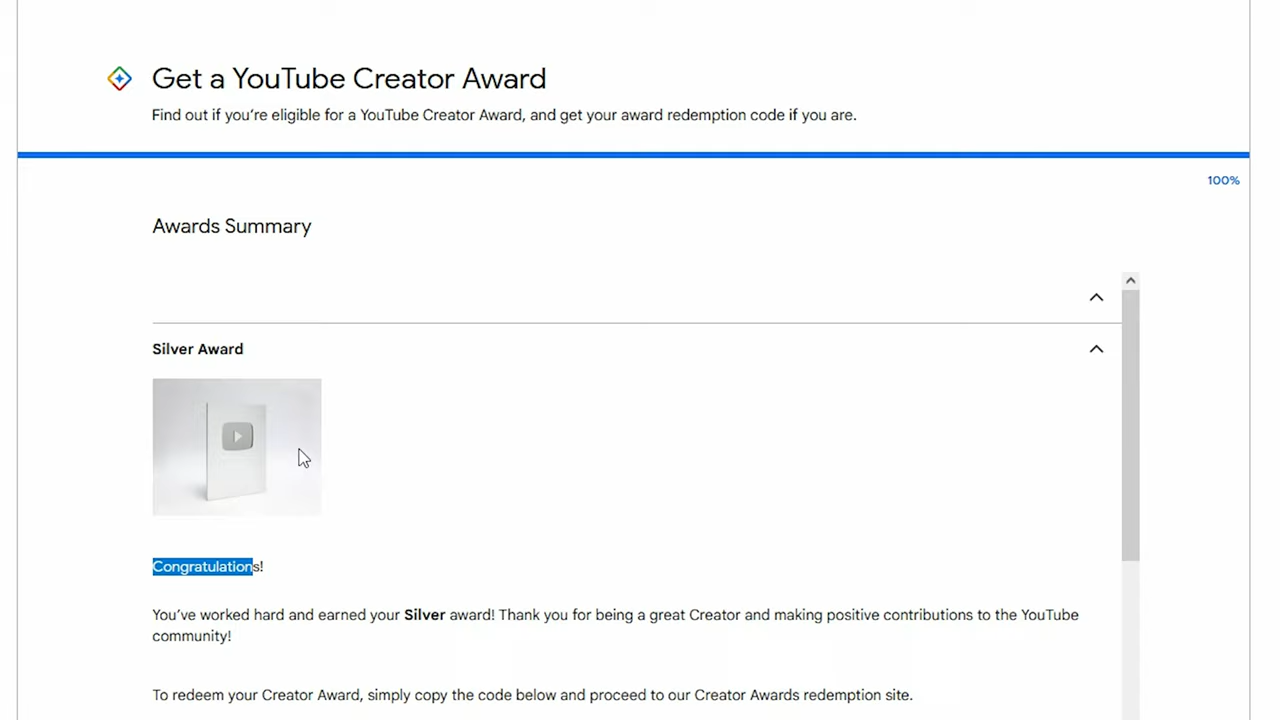 Get a YouTube Creator Award
Find out if you're eligible for a YouTube Creator Award, and get your award redemption code if you are.
100%
Awards Summary
Silver Award
Congratulations!
You've worked hard and earned your Silver award! Thank you for being a great Creator and making positive contributions to the YouTube
community!
To redeem your Creator Award, simply copy the code below and proceed to our Creator Awards redemption site.